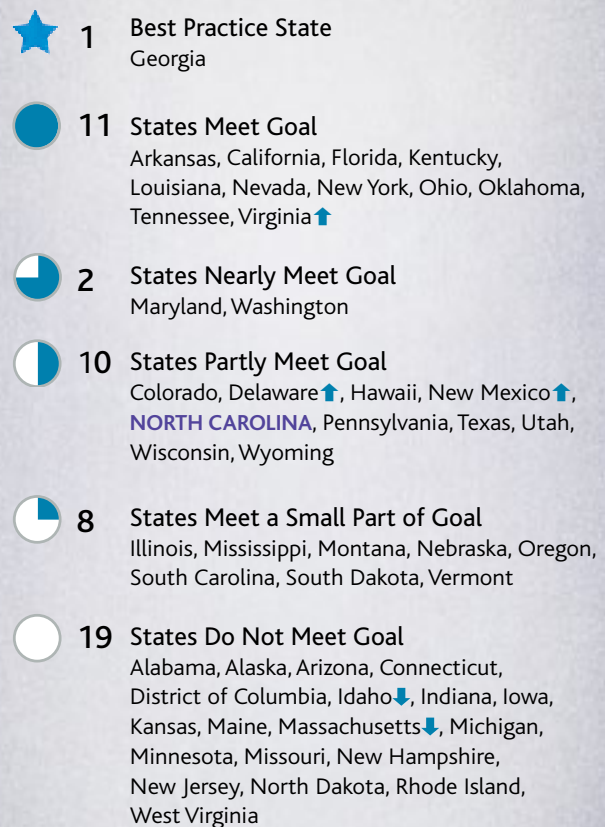 1 Best Practice State
Georgia
11 States Meet Goal
Arkansas, California, Florida, Kentucky,
Louisiana, Nevada, New York, Ohio, Oklahoma,
Tennessee, Virginia⬆
2 States Nearly Meet Goal
Maryland, Washington
10 States Partly Meet Goal
Colorado, Delaware⬆, Hawaii, New Mexico⬆,
NORTH CAROLINA, Pennsylvania, Texas, Utah,
Wisconsin, Wyoming
8 States Meet a Small Part of Goal
Illinois, Mississippi, Montana, Nebraska, Oregon,
South Carolina, South Dakota, Vermont
19 States Do Not Meet Goal
Alabama, Alaska, Arizona, Connecticut,
District of Columbia, Idaho⬇, Indiana, Iowa,
Kansas, Maine, Massachusetts⬇, Michigan,
Minnesota, Missouri, New Hampshire,
New Jersey, North Dakota, Rhode Island,
West Virginia